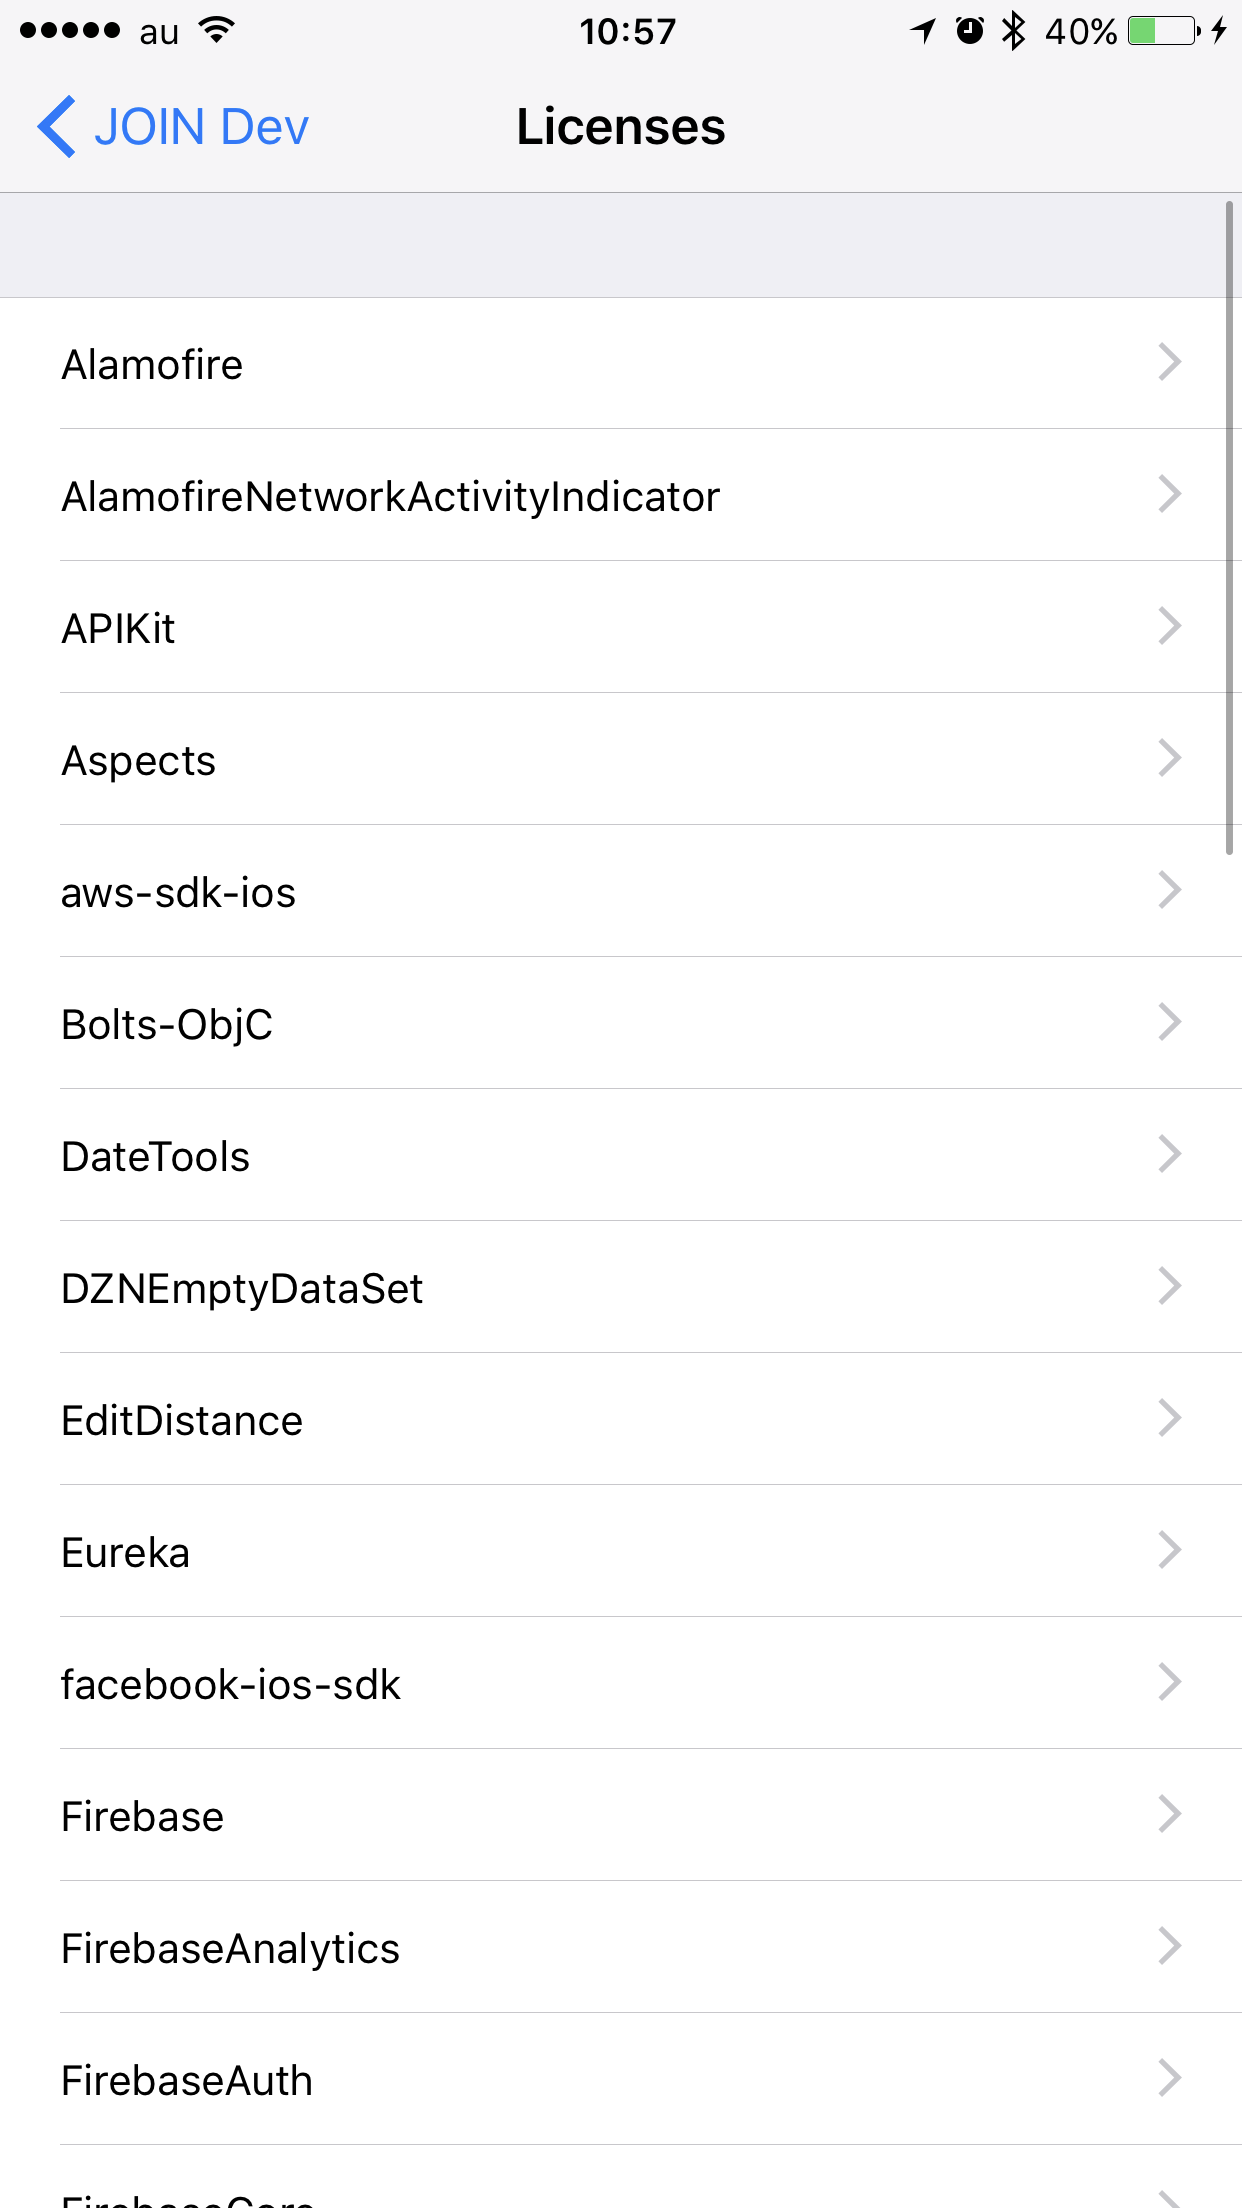 au 10:57 40%
JOIN Dev Licenses
Alamofire
AlamofireNetworkActivityIndicator
APIKit
Aspects
aws-sdk-ios
Bolts-ObjC
DateTools
DZNEmptyDataSet
EditDistance
Eureka
facebook-ios-sdk
Firebase
FirebaseAnalytics
FirebaseAuth
FirebaseCore